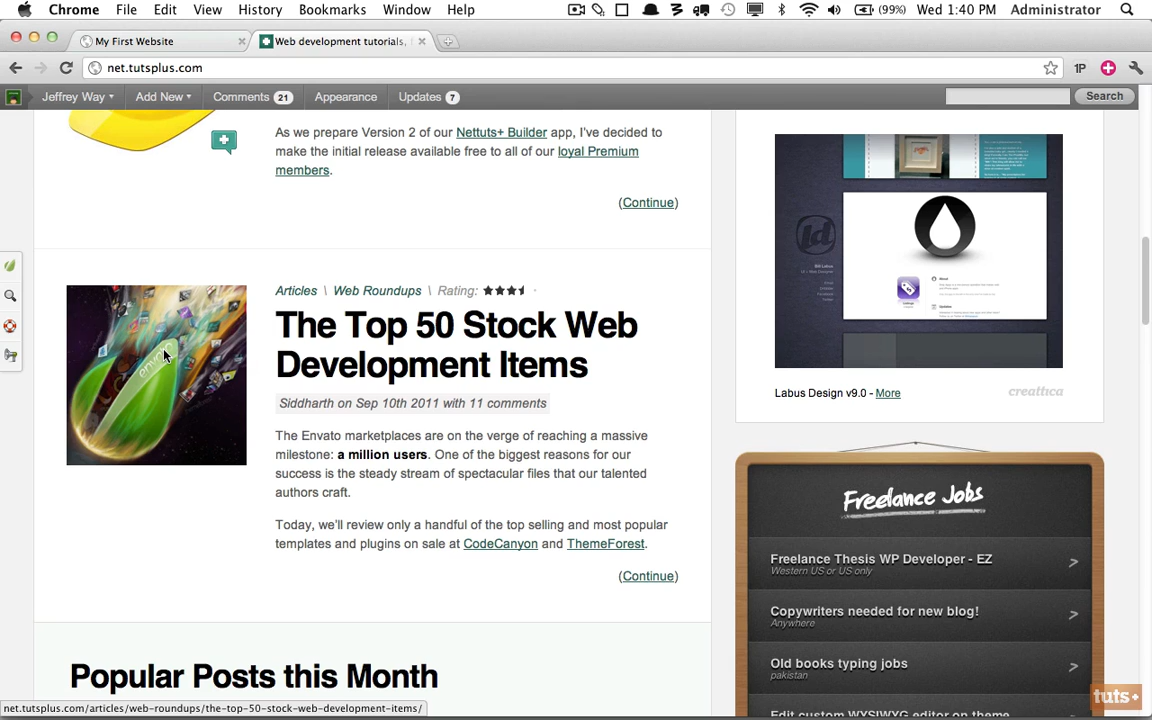 Chrome File Edit View History Bookmarks Window Help (99%) Wed 1:40 PM Administrator
My First Website Web development tutorials,
net.tutsplus.com 1P
Jeffrey Way Add New Comments 21 Appearance Updates 7 Search
As we prepare Version 2 of our Nettuts+ Builder app, I've decided to
make the initial release available free to all of our loyal Premium
members.
(Continue)
Articles \ Web Roundups \ Rating:
The Top 50 Stock Web
Development Items
Siddharth on Sep 10th 2011 with 11 comments
envato
The Envato marketplaces are on the verge of reaching a massive
milestone: a million users. One of the biggest reasons for our
success is the steady stream of spectacular files that our talented
authors craft.
Today, we'll review only a handful of the top selling and most popular
templates and plugins on sale at CodeCanyon and ThemeForest.
(Continue)
Popular Posts this Month
Labus Design v9.0 - More creattica
Freelance Jobs
Freelance Thesis WP Developer - EZ
Western US or US only
Copywriters needed for new blog!
Anywhere
Old books typing jobs
pakistan
Edit custom WYSIWYG editor on theme
net.tutsplus.com/articles/web-roundups/the-top-50-stock-web-development-items/
tuts+